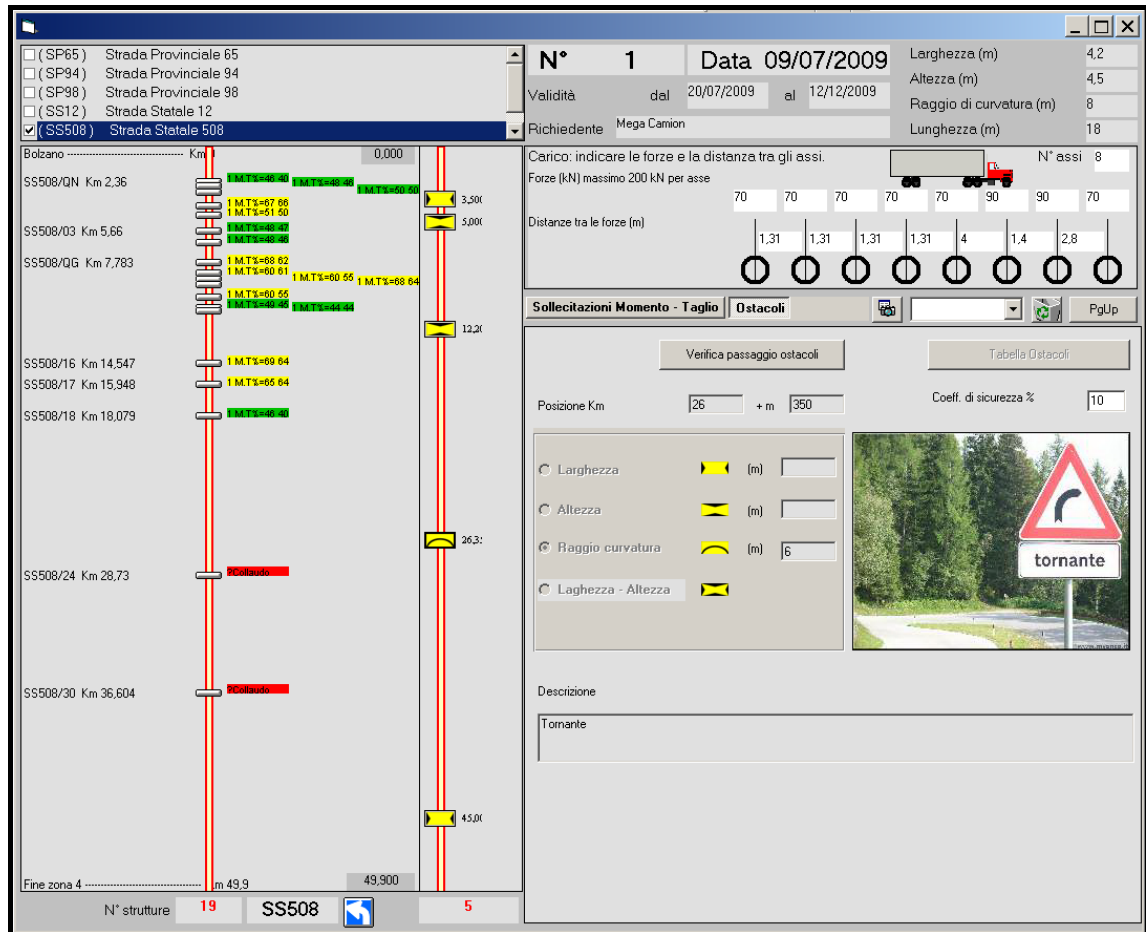 ( SP65 ) Strada Provinciale 65
( SP94 ) Strada Provinciale 94
( SP98 ) Strada Provinciale 98
( SS12 ) Strada Statale 12
( SS508 ) Strada Statale 508
N° 1 Data 09/07/2009
Validità dal 20/07/2009 al 12/12/2009
Richiedente Mega Camion
Larghezza (m) 4,2
Altezza (m) 4,5
Raggio di curvatura (m) 8
Lunghezza (m) 18
Bolzano Km 0,000
SS508/QN Km 2,36
1 M.T%=46 40
1 M.T%=48 46
1 M.T%=50 50
1 M.T%=67 66
1 M.T%=51 50
SS508/03 Km 5,66
1 M.T%=48 47
1 M.T%=48 46
SS508/QG Km 7,783
1 M.T%=68 62
1 M.T%=60 61
1 M.T%=60 55
1 M.T%=68 64
1 M.T%=60 55
1 M.T%=49 45
1 M.T%=44 44
SS508/16 Km 14,547
1 M.T%=69 64
SS508/17 Km 15,948
1 M.T%=65 64
SS508/18 Km 18,079
1 M.T%=46 40
SS508/24 Km 28,73
?Collaudo
SS508/30 Km 36,604
?Collaudo
Fine zona 4 m 49,9 49,900
3,500
5,000
12,20
26,3
45,00
N° strutture 19 SS508 5
Carico: indicare le forze e la distanza tra gli assi.
N° assi 8
Forze (kN) massimo 200 kN per asse
70 70 70 70 70 90 90 70
Distanze tra le forze (m)
1,31 1,31 1,31 1,31 4 1,4 2,8
Sollecitazioni Momento - Taglio Ostacoli PgUp
Verifica passaggio ostacoli Tabella Ostacoli
Posizione Km 26 + m 350 Coeff. di sicurezza % 10
Larghezza (m)
Altezza (m)
Raggio curvatura (m) 6
Laghezza - Altezza
tornante
Descrizione
Tornante